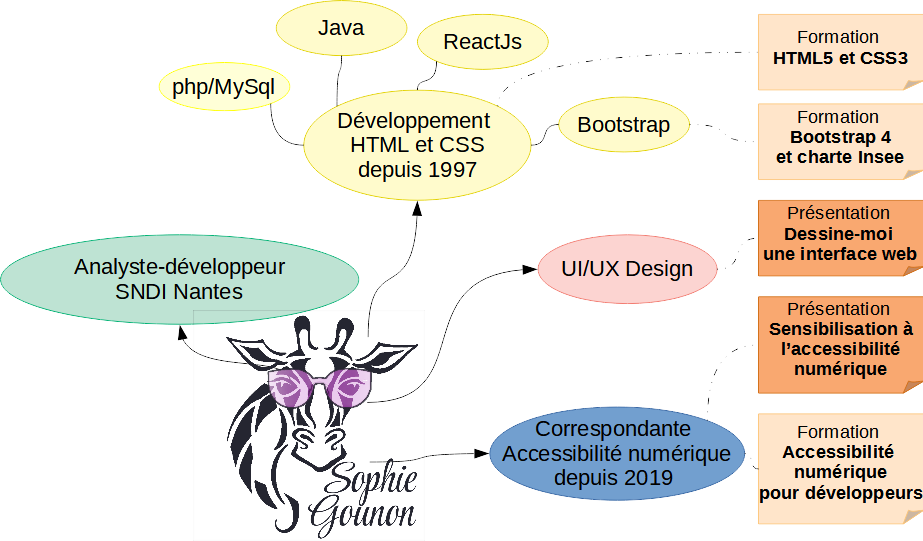 Java
ReactJs
php/MySql
Développement
HTML et CSS
depuis 1997
Bootstrap
Formation
HTML5 et CSS3
Formation
Bootstrap 4
et charte Insee
Analyste-développeur
SNDI Nantes
UI/UX Design
Présentation
Dessine-moi
une interface web
Présentation
Sensibilisation à
l’accessibilité
numérique
Correspondante
Accessibilité numérique
depuis 2019
Formation
Accessibilité
numérique
pour développeurs
Sophie
Gounon